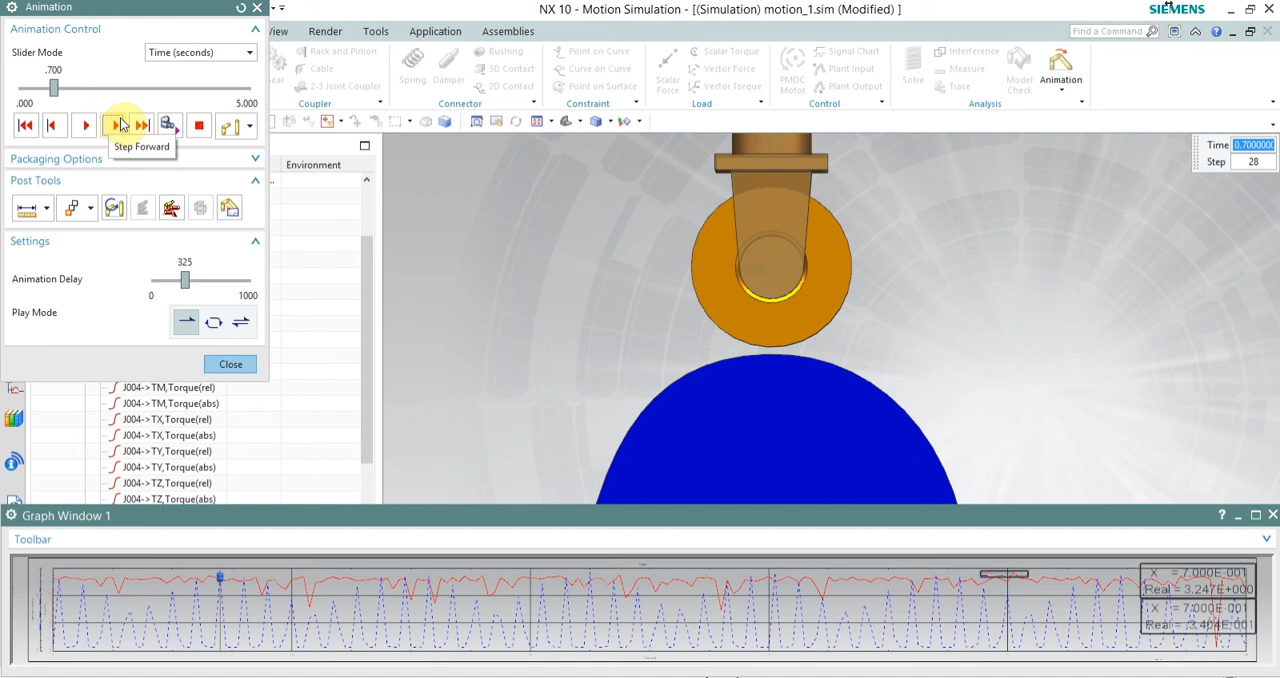 Animation
NX 10 - Motion Simulation - [(Simulation) motion_1.sim (Modified) ]
SIEMENS
Animation Control
View Render Tools Application Assemblies
Find a Command
Slider Mode
Time (seconds)
.700
.000
5.000
Rack and Pinion
Cable
2-3 Joint Coupler
Coupler
Spring
Damper
Bushing
3D Contact
2D Contact
Connector
Point on Curve
Curve on Curve
Point on Surface
Constraint
Scalar Force
Scalar Torque
Vector Force
Vector Torque
Load
PMDC Motor
Signal Chart
Plant Input
Plant Output
Control
Solve
Interference
Measure
Trace
Model Check
Animation
Analysis
Step Forward
Time 0.7000000
Step 28
Packaging Options
Environment
Post Tools
Settings
325
Animation Delay
0
1000
Play Mode
Close
J004->TM,Torque(rel)
J004->TM,Torque(abs)
J004->TX,Torque(rel)
J004->TX,Torque(abs)
J004->TY,Torque(rel)
J004->TY,Torque(abs)
J004->TZ,Torque(rel)
J004->TZ,Torque(abs)
Graph Window 1
Toolbar
X = 7.000E-001
Real = 3.247E+000
X = 7.000E-001